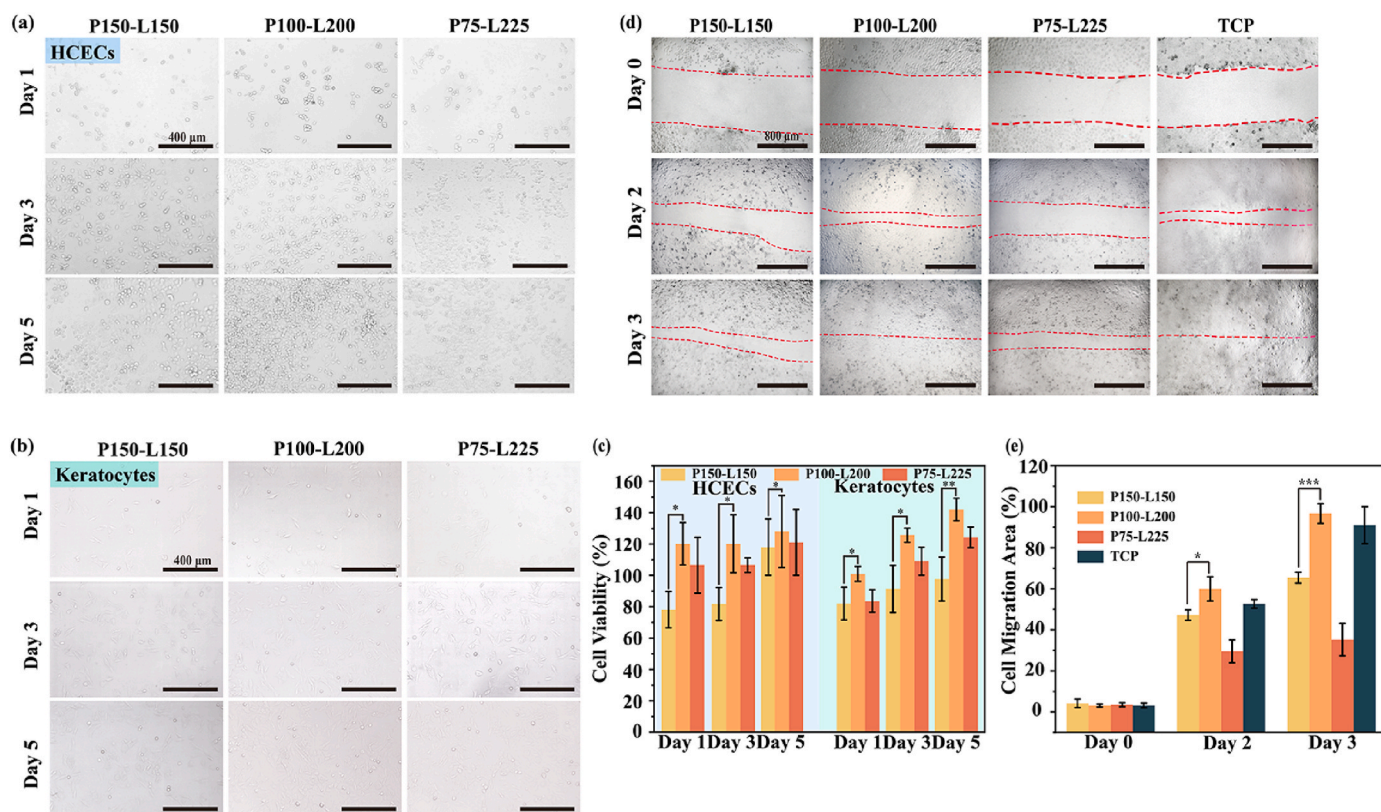 (a)
P150-L150 P100-L200 P75-L225
HCECs
Day 1
400 μm
Day 3
Day 5
(b)
P150-L150 P100-L200 P75-L225
Keratocytes
Day 1
400 μm
Day 3
Day 5
(d)
P150-L150 P100-L200 P75-L225 TCP
Day 0
800 μm
Day 2
Day 3
(c)
P150-L150 P100-L200 P75-L225
HCECs Keratocytes
Cell Viability (%)
160
140
120
100
80
60
40
20
0
* * * * * **
Day 1 Day 3 Day 5 Day 1 Day 3 Day 5
(e)
P150-L150
P100-L200
P75-L225
TCP
Cell Migration Area (%)
120
100
80
60
40
20
0
* ***
Day 0 Day 2 Day 3